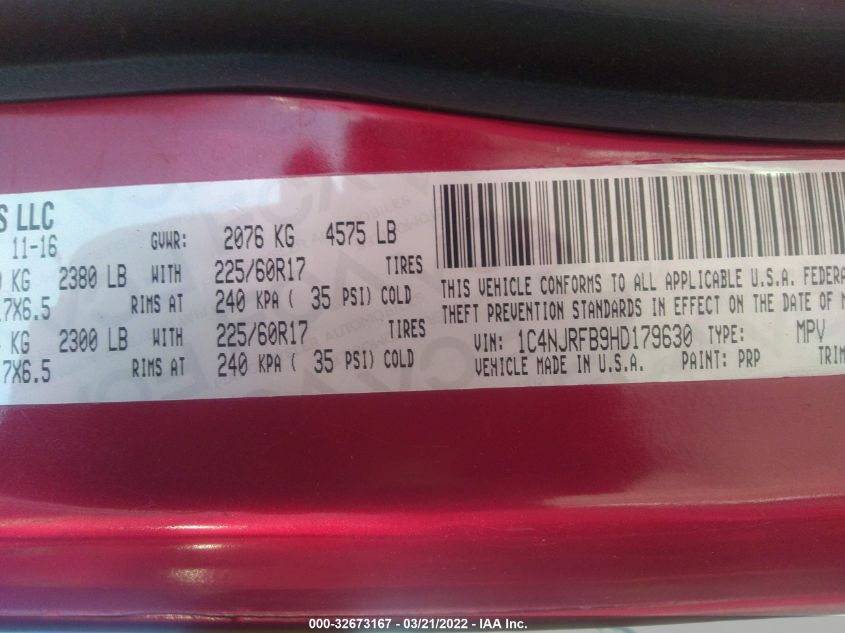 S LLC
11-16 GVWR: 2076 KG 4575 LB
KG 2380 LB WITH 225/60R17 TIRES
7X6.5 RIMS AT 240 KPA ( 35 PSI) COLD
KG 2300 LB WITH 225/60R17 TIRES
7X6.5 RIMS AT 240 KPA ( 35 PSI) COLD
THIS VEHICLE CONFORMS TO ALL APPLICABLE U.S.A. FEDERA
THEFT PREVENTION STANDARDS IN EFFECT ON THE DATE OF M
VIN: 1C4NJRFB9HD179630 TYPE: MPV
VEHICLE MADE IN U.S.A. PAINT: PRP TRIM
000-32673167 - 03/21/2022 - IAA Inc.